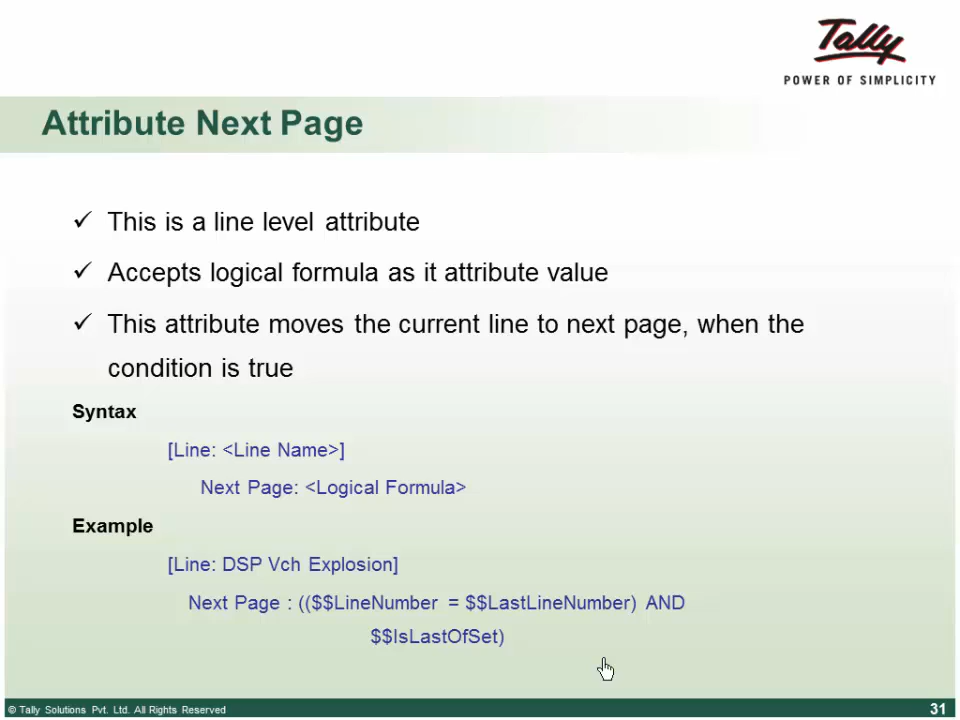 Tally
POWER OF SIMPLICITY
Attribute Next Page
✓ This is a line level attribute
✓ Accepts logical formula as it attribute value
✓ This attribute moves the current line to next page, when the
condition is true
Syntax
[Line: <Line Name>]
Next Page: <Logical Formula>
Example
[Line: DSP Vch Explosion]
Next Page : (($$LineNumber = $$LastLineNumber) AND
$$IsLastOfSet)
© Tally Solutions Pvt. Ltd. All Rights Reserved
31